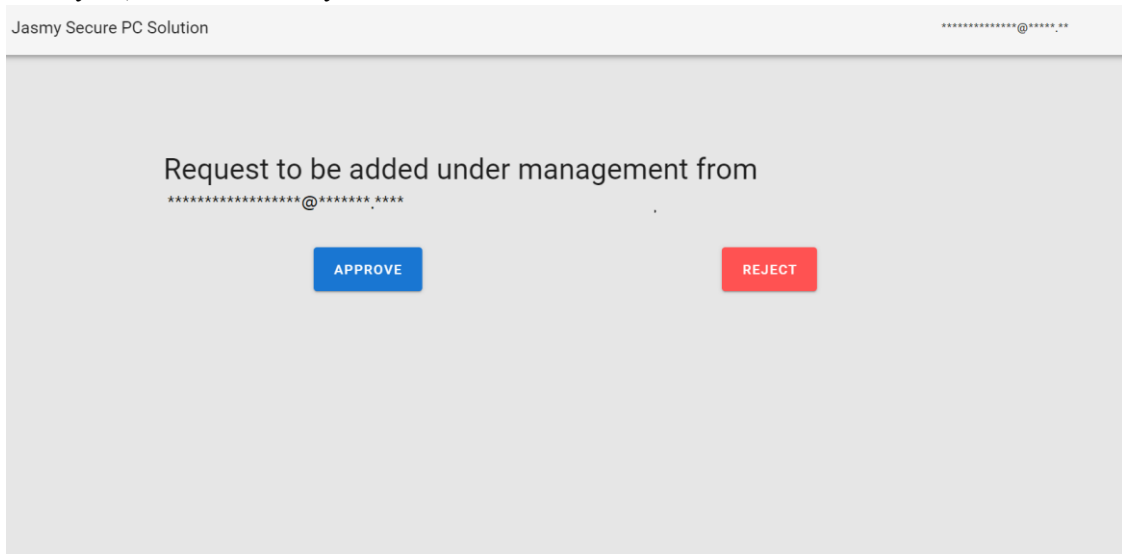 Jasmy Secure PC Solution
**************@*****.**
Request to be added under management from
******************@*******.****
.
APPROVE
REJECT